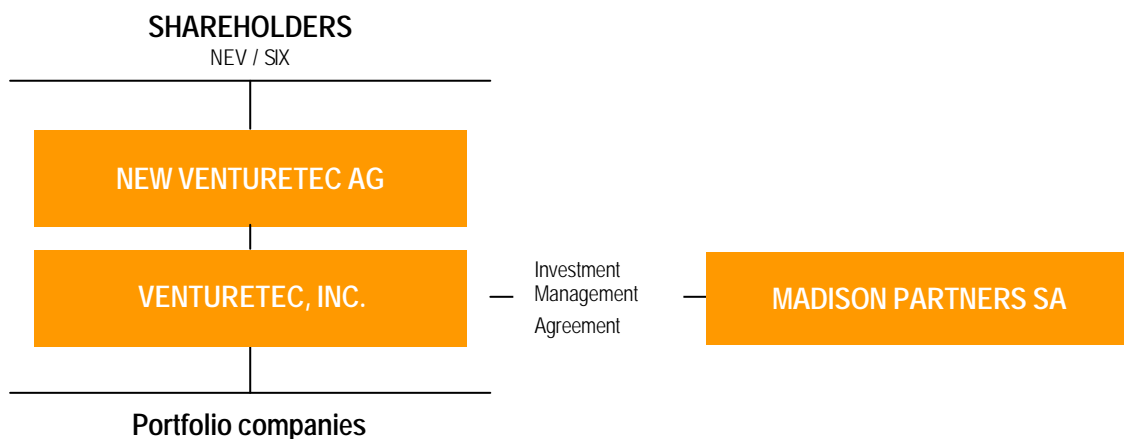 SHAREHOLDERS
NEV / SIX
NEW VENTURETEC AG
VENTURETEC, INC.
Investment
Management
Agreement
MADISON PARTNERS SA
Portfolio companies